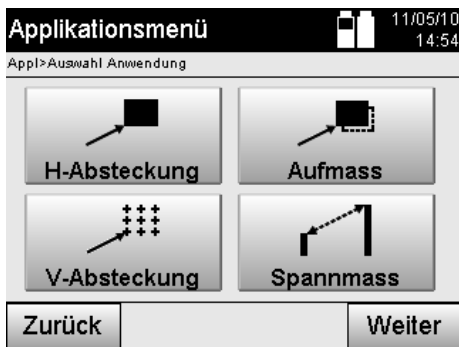 Applikationsmenü
11/05/10
14:54
Appl>Auswahl Anwendung
H-Absteckung
Aufmass
V-Absteckung
Spannmass
Zurück
Weiter